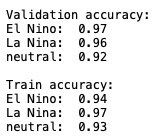 Validation accuracy:
El Nino: 0.97
La Nina: 0.96
neutral: 0.92

Train accuracy:
El Nino: 0.94
La Nina: 0.97
neutral: 0.93